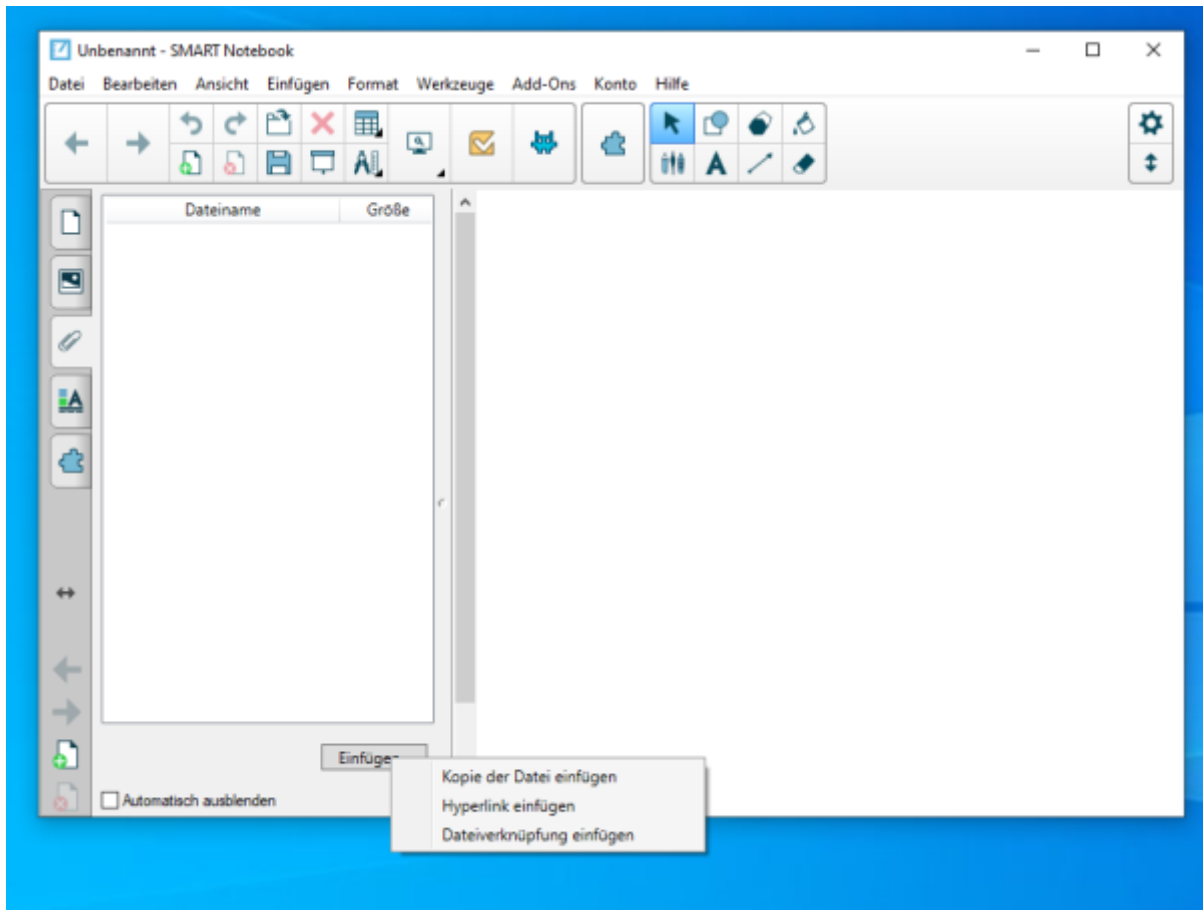 Unbenannt - SMART Notebook
Datei Bearbeiten Ansicht Einfügen Format Werkzeuge Add-Ons Konto Hilfe
Dateiname Größe
Kopie der Datei einfügen
Hyperlink einfügen
Automatisch ausblenden
Dateiverknüpfung einfügen